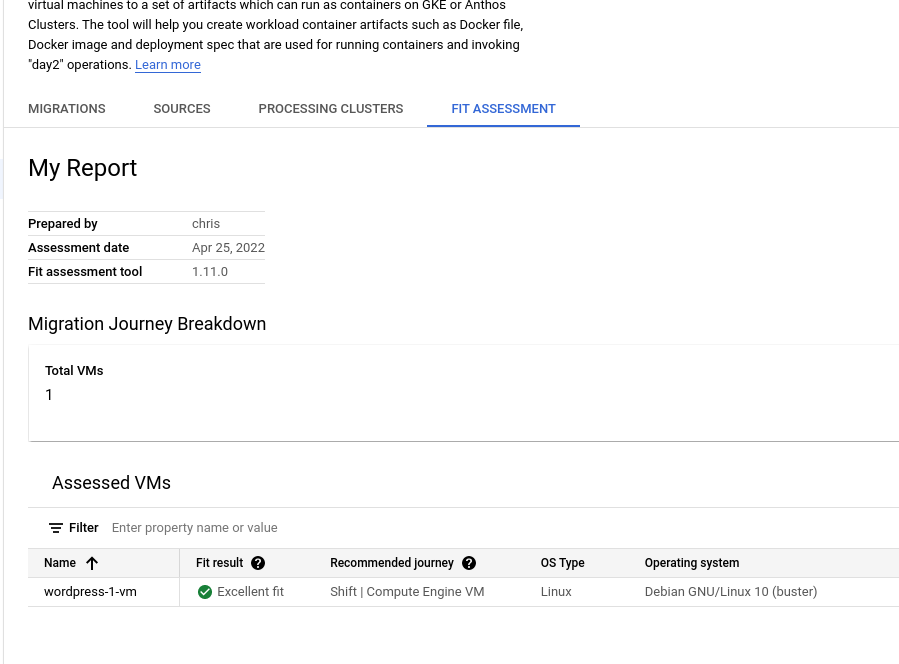 virtual machines to a set of artifacts which can run as containers on GKE or Anthos
Clusters. The tool will help you create workload container artifacts such as Docker file,
Docker image and deployment spec that are used for running containers and invoking
"day2" operations. Learn more
MIGRATIONS SOURCES PROCESSING CLUSTERS FIT ASSESSMENT
My Report
Prepared by chris
Assessment date Apr 25, 2022
Fit assessment tool 1.11.0
Migration Journey Breakdown
Total VMs
1
Assessed VMs
Filter Enter property name or value
Name Fit result Recommended journey OS Type Operating system
wordpress-1-vm Excellent fit Shift | Compute Engine VM Linux Debian GNU/Linux 10 (buster)